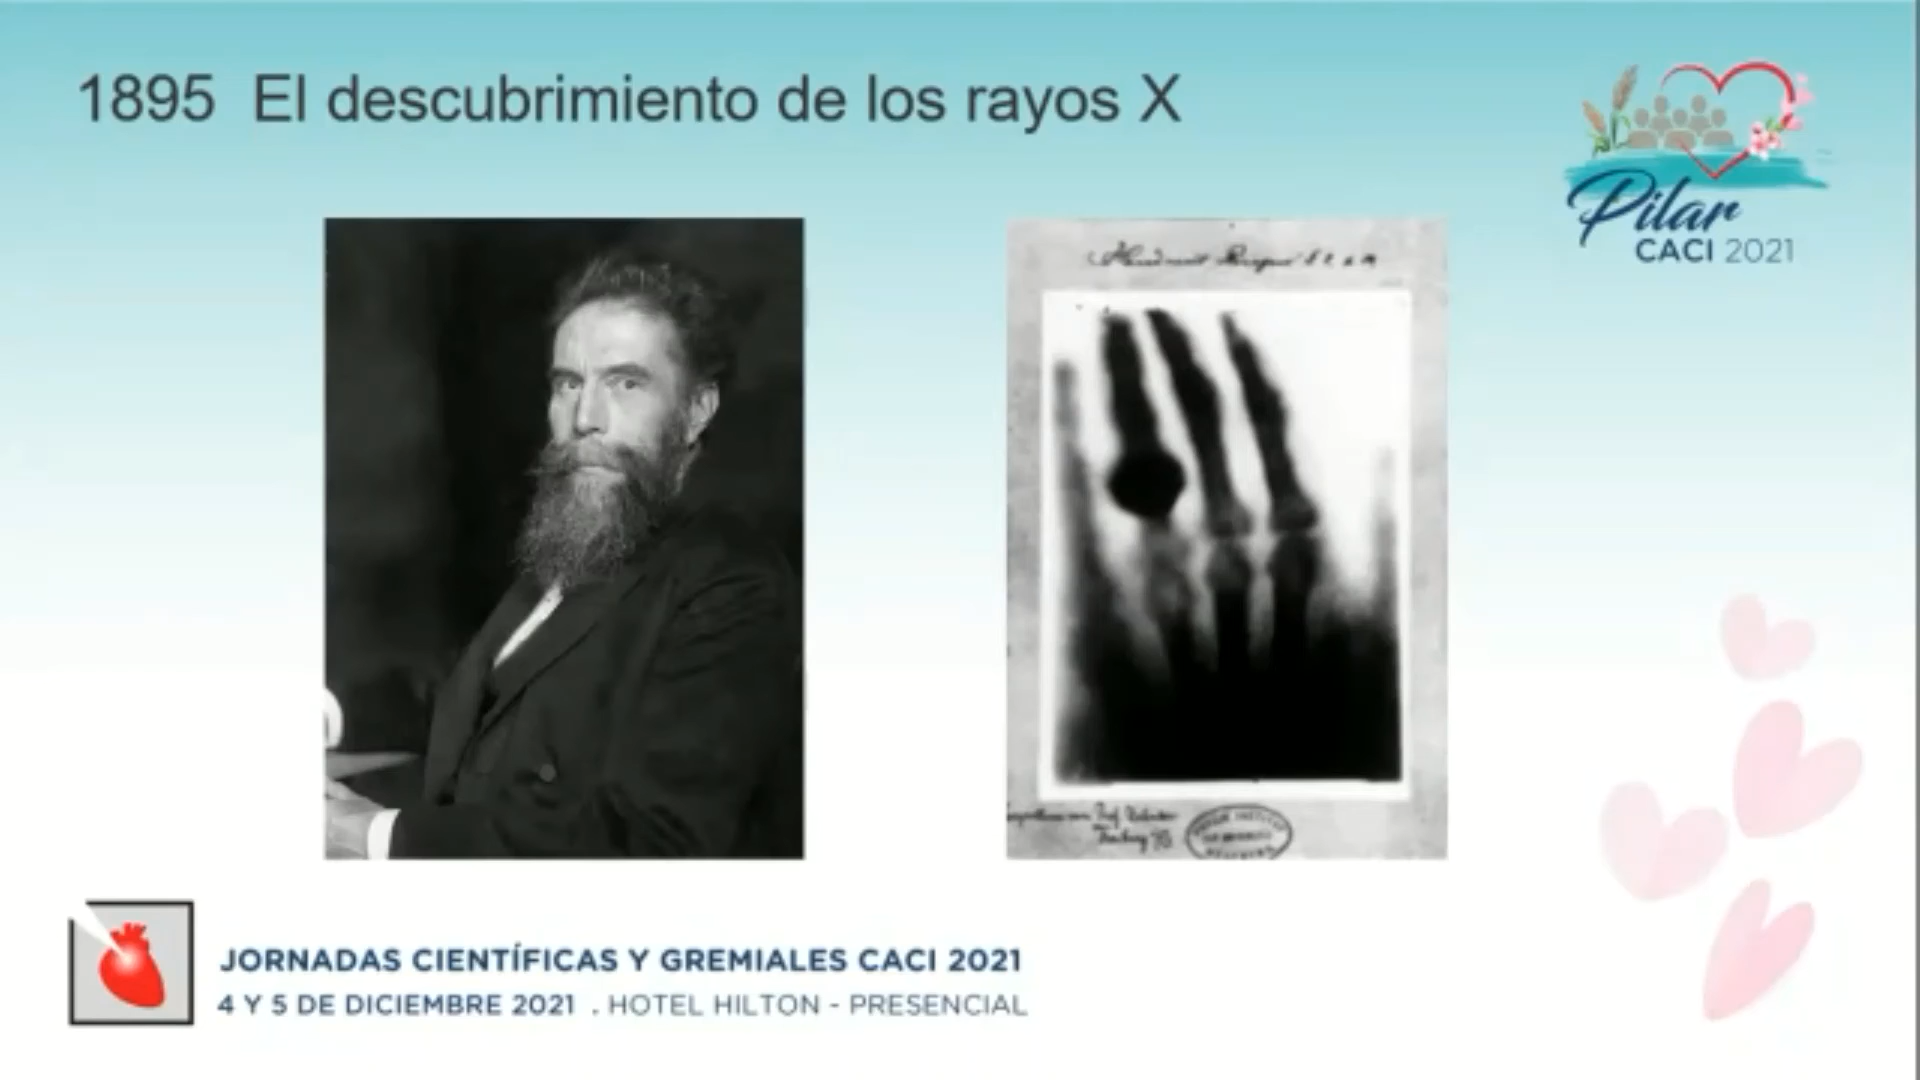 1895 El descubrimiento de los rayos X
Pilar
CACI 2021
JORNADAS CIENTÍFICAS Y GREMIALES CACI 2021
4 Y 5 DE DICIEMBRE 2021 . HOTEL HILTON - PRESENCIAL